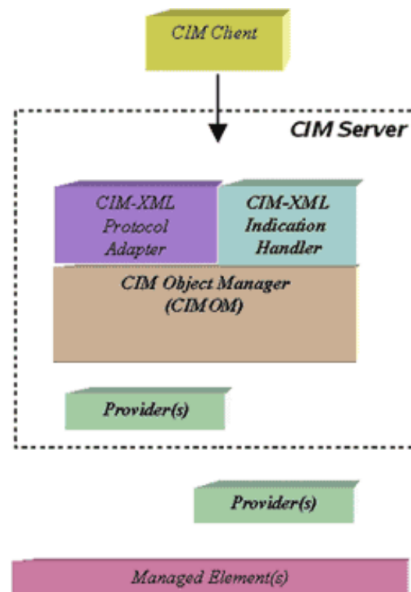 CIM Client
CIM Server
CIM-XML
Protocol
Adapter
CIM-XML
Indication
Handler
CIM Object Manager
(CIMOM)
Provider(s)
Provider(s)
Managed Element(s)